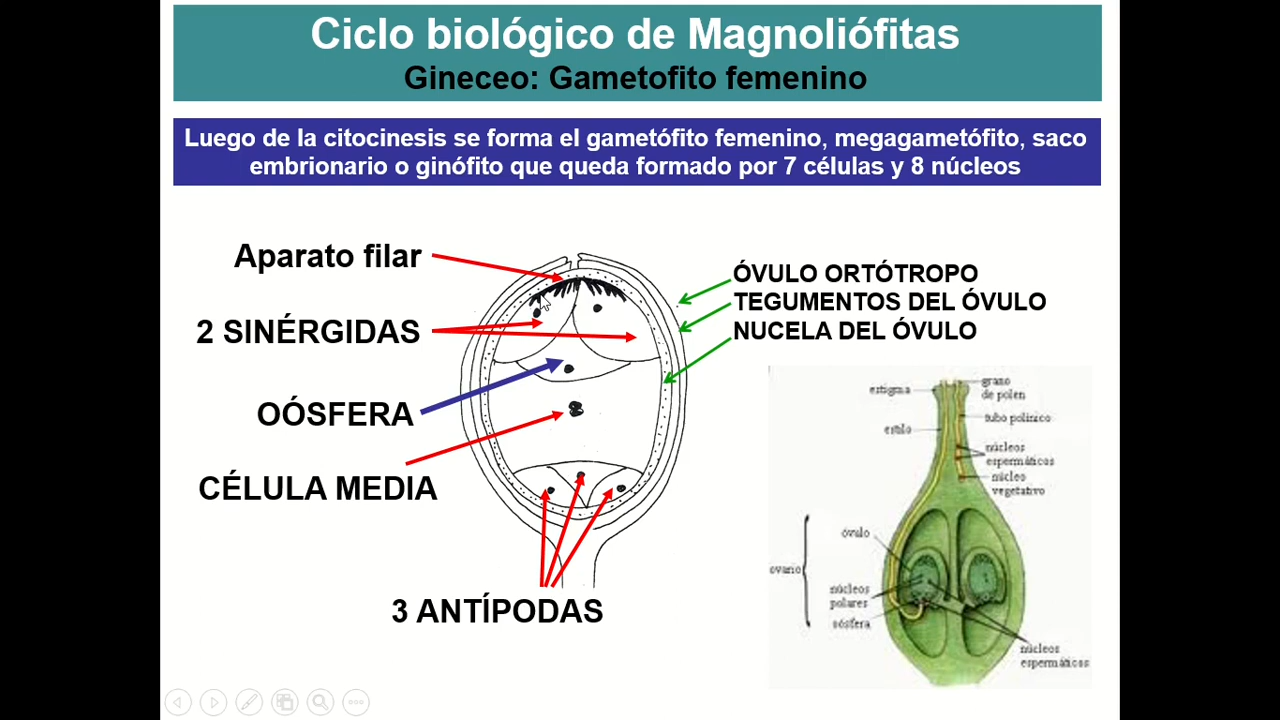 Ciclo biológico de Magnoliófitas
Gineceo: Gametofito femenino
Luego de la citocinesis se forma el gametófito femenino, megagametófito, saco
embrionario o ginófito que queda formado por 7 células y 8 núcleos
Aparato filar
2 SINÉRGIDAS
OÓSFERA
CÉLULA MEDIA
3 ANTÍPODAS
ÓVULO ORTÓTROPO
TEGUMENTOS DEL ÓVULO
NUCELA DEL ÓVULO
estigma
grano
de polen
tubo polínico
estilo
núcleos
espermáticos
núcleo
vegetativo
óvulo
ovario
núcleos
polares
oósfera
núcleos
espermáticos